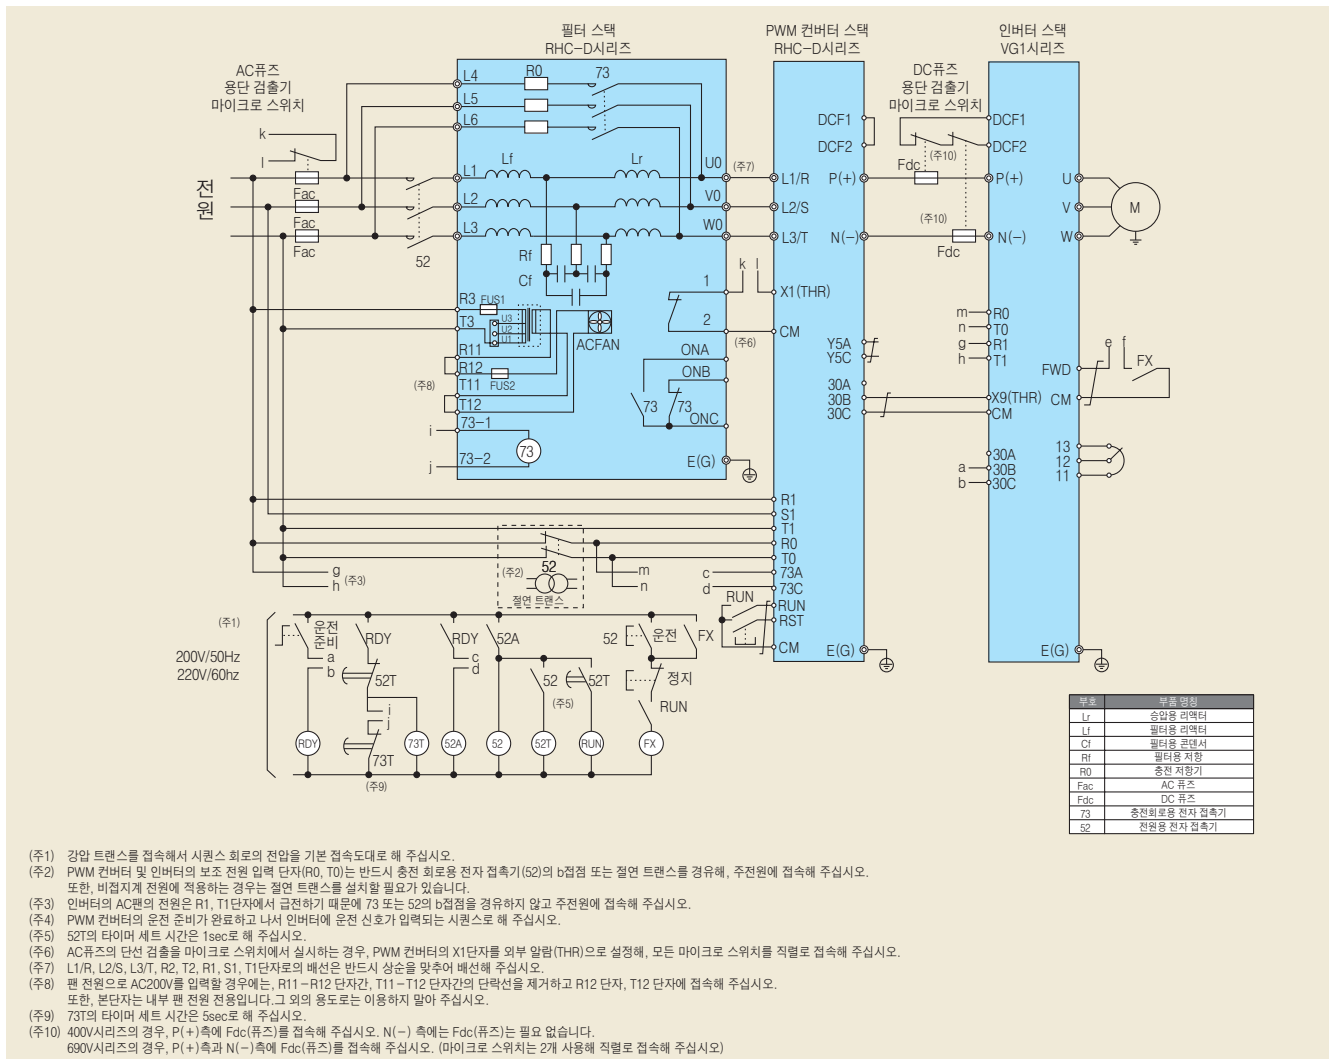 필터 스택
RHC-D시리즈
PWM 컨버터 스택
RHC-D시리즈
인버터 스택
VG1시리즈
AC퓨즈
용단 검출기
마이크로 스위치
DC퓨즈
용단 검출기
마이크로 스위치
k
l
전원
Fac
Fac
Fac
52
L4
L5
L6
R0
73
L1
L2
L3
Lf
Lr
U0
V0
W0
(주7)
Rf
Cf
R3
FUS1
T3
U3
U2
U1
R11
R12
T11
FUS2
T12
(주8)
ACFAN
73-1
73-2
i
j
73
1
2
k
l
(주6)
ONA
ONB
73
73
ONC
E(G)
DCF1
DCF2
L1/R
P(+)
L2/S
L3/T
N(-)
X1(THR)
CM
Y5A
Y5C
30A
30B
30C
R1
S1
T1
R0
T0
73A
73C
RUN
RST
CM
E(G)
c
d
RUN
Fdc
(주10)
(주10)
Fdc
DCF1
DCF2
P(+)
N(-)
U
V
W
M
m
n
g
h
R0
T0
R1
T1
FWD
X9(THR)
CM
CM
e
f
FX
30A
30B
30C
a
b
13
12
11
E(G)
g
h
(주3)
(주2)
52
절연 트랜스
m
n
(주1)
200V/50Hz
220V/60hz
운전
준비
a
b
RDY
RDY
52T
i
j
73T
(주9)
73T
RDY
c
d
52A
52A
52
52
(주5)
52T
52T
RUN
52
운전
FX
정지
RUN
FX
부호 부품 명칭
Lr 승압용 리액터
Lf 필터용 리액터
Cf 필터용 콘덴서
Rf 필터용 저항
R0 충전 저항기
Fac AC 퓨즈
Fdc DC 퓨즈
73 충전회로용 전자 접촉기
52 전원용 전자 접촉기
(주1) 강압 트랜스를 접속해서 시퀀스 회로의 전압을 기본 접속도대로 해 주십시오.
(주2) PWM 컨버터 및 인버터의 보조 전원 입력 단자(R0, T0)는 반드시 충전 회로용 전자 접촉기(52)의 b접점 또는 절연 트랜스를 경유해, 주전원에 접속해 주십시오.
또한, 비접지계 전원에 적용하는 경우는 절연 트랜스를 설치할 필요가 있습니다.
(주3) 인버터의 AC팬의 전원은 R1, T1단자에서 급전하기 때문에 73 또는 52의 b접점을 경유하지 않고 주전원에 접속해 주십시오.
(주4) PWM 컨버터의 운전 준비가 완료하고 나서 인버터에 운전 신호가 입력되는 시퀀스로 해 주십시오.
(주5) 52T의 타이머 세트 시간은 1sec로 해 주십시오.
(주6) AC퓨즈의 단선 검출을 마이크로 스위치에서 실시하는 경우, PWM 컨버터의 X1단자를 외부 알람(THR)으로 설정해, 모든 마이크로 스위치를 직렬로 접속해 주십시오.
(주7) L1/R, L2/S, L3/T, R2, T2, R1, S1, T1단자로의 배선은 반드시 상순을 맞추어 배선해 주십시오.
(주8) 팬 전원으로 AC200V를 입력할 경우에는, R11-R12 단자간, T11-T12 단자간의 단락선을 제거하고 R12 단자, T12 단자에 접속해 주십시오.
또한, 본단자는 내부 팬 전원 전용입니다.그 외의 용도로는 이용하지 말아 주십시오.
(주9) 73T의 타이머 세트 시간은 5sec로 해 주십시오.
(주10) 400V시리즈의 경우, P(+)측에 Fdc(퓨즈)를 접속해 주십시오. N(-) 측에는 Fdc(퓨즈)는 필요 없습니다.
690V시리즈의 경우, P(+)측과 N(-)측에 Fdc(퓨즈)를 접속해 주십시오. (마이크로 스위치는 2개 사용해 직렬로 접속해 주십시오)